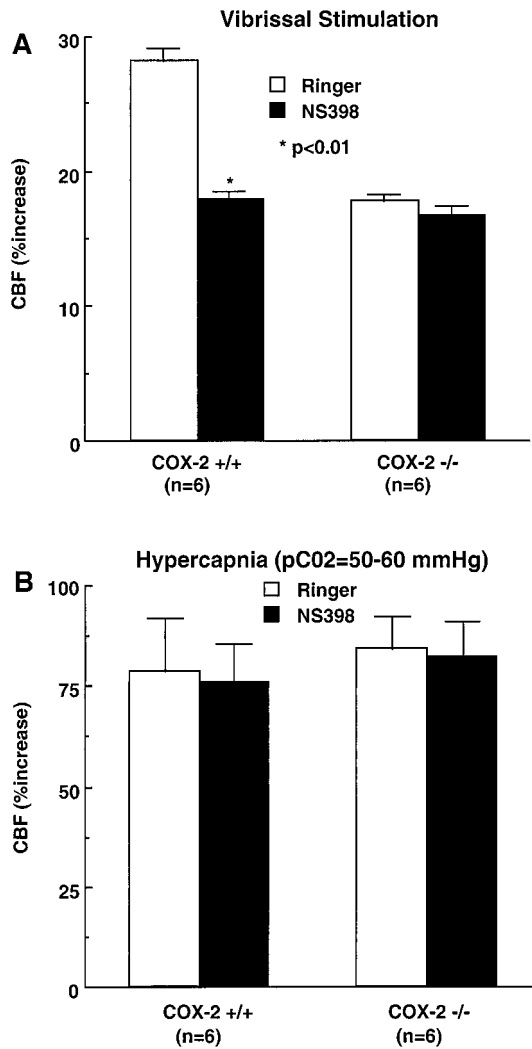 Vibrissal Stimulation
A
30
20
10
0
CBF (%increase)
Ringer
NS398
* p<0.01
*
COX-2 +/+
(n=6)
COX-2 -/-
(n=6)
Hypercapnia (pC02=50-60 mmHg)
B
100
75
50
25
0
CBF (%increase)
Ringer
NS398
COX-2 +/+
(n=6)
COX-2 -/-
(n=6)